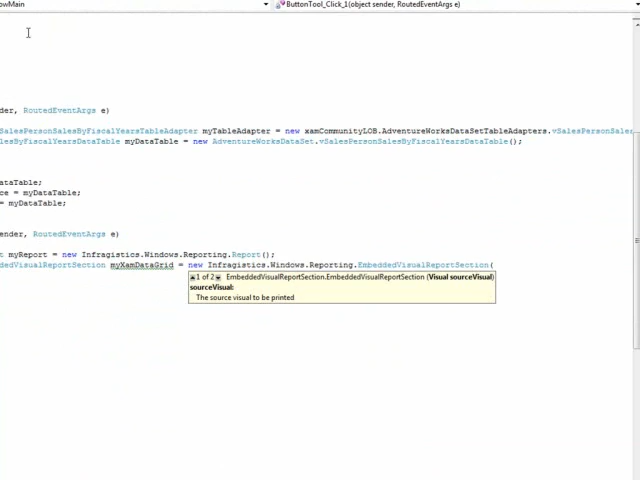 owMain
ButtonTool_Click_1(object sender, RoutedEventArgs e)
der, RoutedEventArgs e)
SalesPersonSalesByFiscalYearsTableAdapter myTableAdapter = new xamCommunityLOB.AdventureWorksDataSetTableAdapters.vSalesPersonSales
lesByFiscalYearsDataTable myDataTable = new AdventureWorksDataSet.vSalesPersonSalesByFiscalYearsDataTable();
ataTable;
ce = myDataTable;
= myDataTable;
ender, RoutedEventArgs e)
t myReport = new Infragistics.Windows.Reporting.Report();
dedVisualReportSection myXamDataGrid = new Infragistics.Windows.Reporting.EmbeddedVisualReportSection(
1 of 2 EmbeddedVisualReportSection.EmbeddedVisualReportSection (Visual sourceVisual)
sourceVisual:
The source visual to be printed